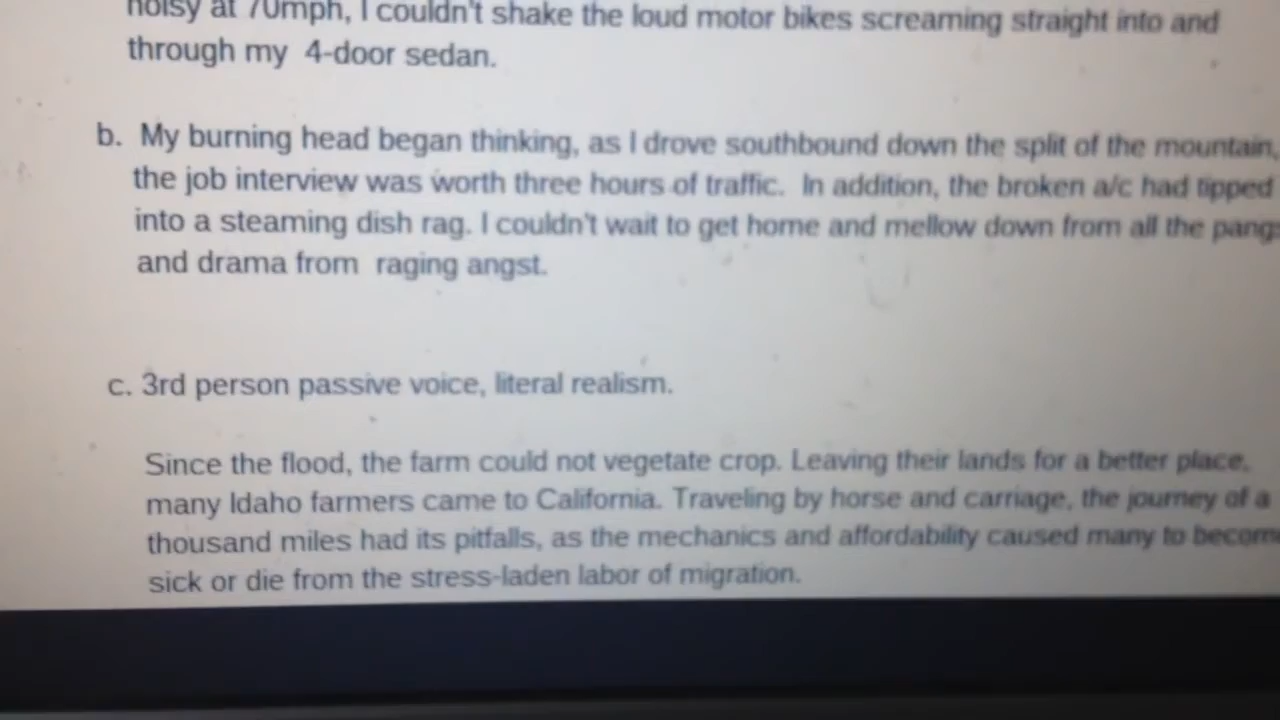 noisy at 70mph, I couldn't shake the loud motor bikes screaming straight into and
through my 4-door sedan.
b. My burning head began thinking, as I drove southbound down the split of the mountain,
the job interview was worth three hours of traffic. In addition, the broken a/c had tipped
into a steaming dish rag. I couldn't wait to get home and mellow down from all the pangs
and drama from raging angst.
c. 3rd person passive voice, literal realism.
Since the flood, the farm could not vegetate crop. Leaving their lands for a better place,
many Idaho farmers came to California. Traveling by horse and carriage, the journey of a
thousand miles had its pitfalls, as the mechanics and affordability caused many to become
sick or die from the stress-laden labor of migration.